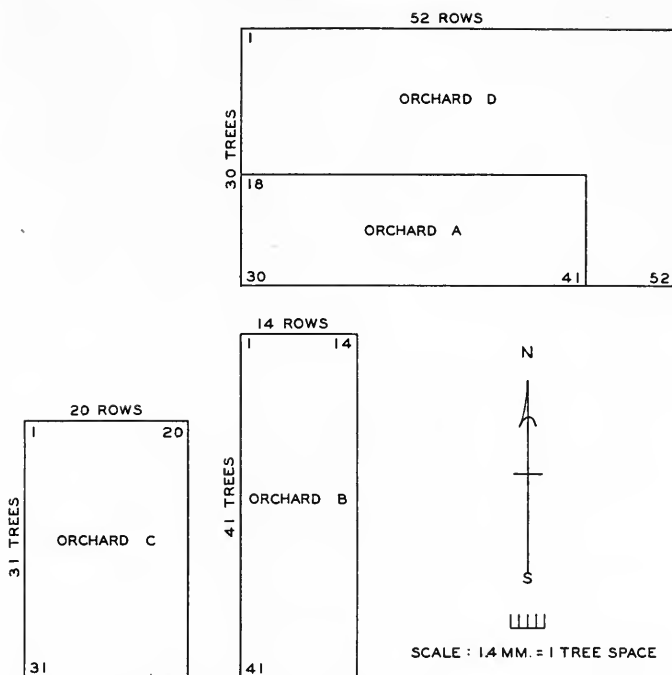 52 ROWS
1
ORCHARD D
30 TREES
18
ORCHARD A
30 41 52
14 ROWS
1 14
N
20 ROWS
1 20
41 TREES
ORCHARD B
31 TREES
ORCHARD C
S
SCALE : 1.4 MM. = 1 TREE SPACE
31
41